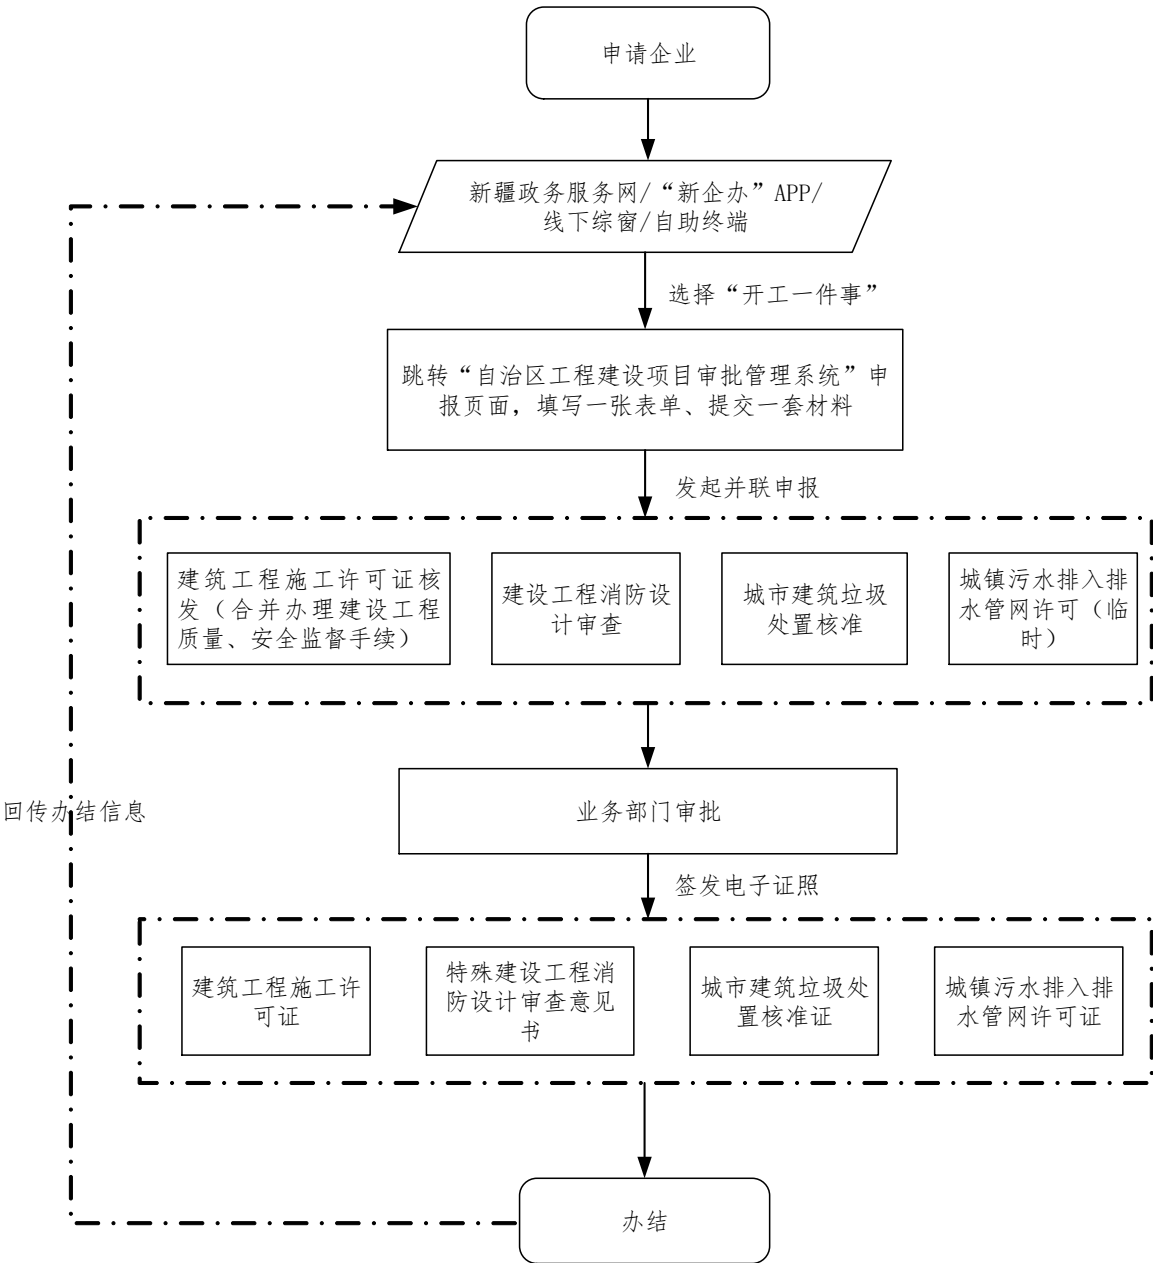 申请企业
新疆政务服务网/“新企办”APP/
线下综窗/自助终端
选择“开工一件事”
跳转“自治区工程建设项目审批管理系统”申
报页面，填写一张表单、提交一套材料
发起并联申报
建筑工程施工许可证核
发（合并办理建设工程
质量、安全监督手续）
建设工程消防设
计审查
城市建筑垃圾
处置核准
城镇污水排入排
水管网许可（临
时）
业务部门审批
回传办结信息
签发电子证照
建筑工程施工许
可证
特殊建设工程消
防设计审查意见
书
城市建筑垃圾处
置核准证
城镇污水排入排
水管网许可证
办结